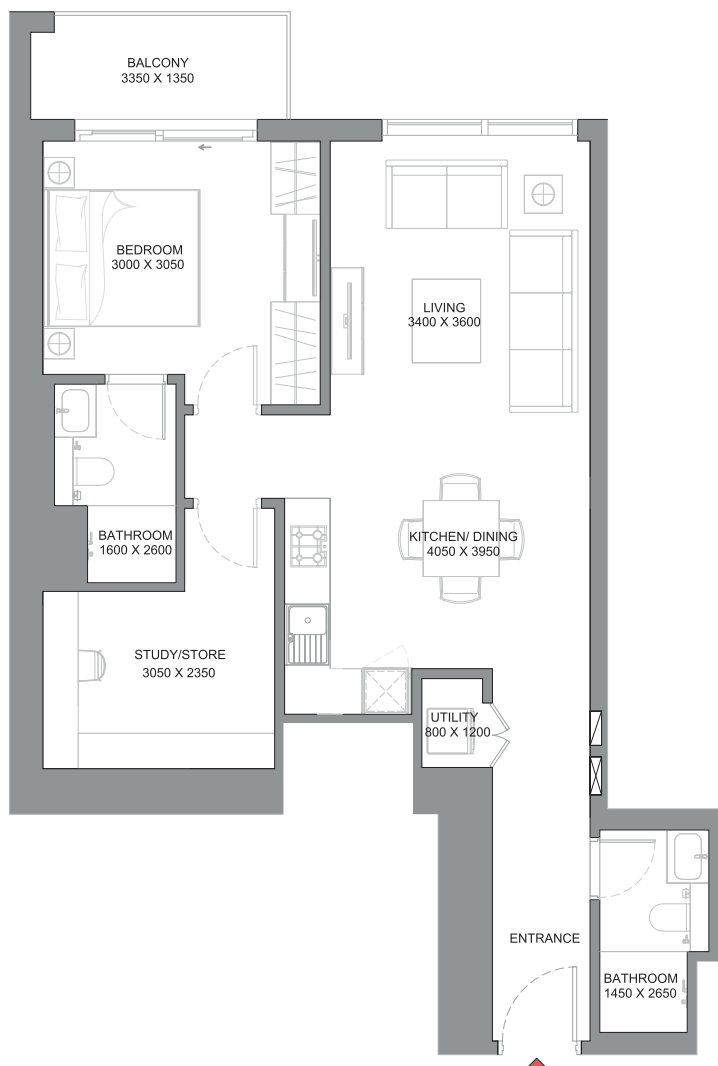 BALCONY
3350 X 1350
BEDROOM
3000 X 3050
LIVING
3400 X 3600
BATHROOM
1600 X 2600
KITCHEN/ DINING
4050 X 3950
STUDY/STORE
3050 X 2350
UTILITY
800 X 1200
ENTRANCE
BATHROOM
1450 X 2650